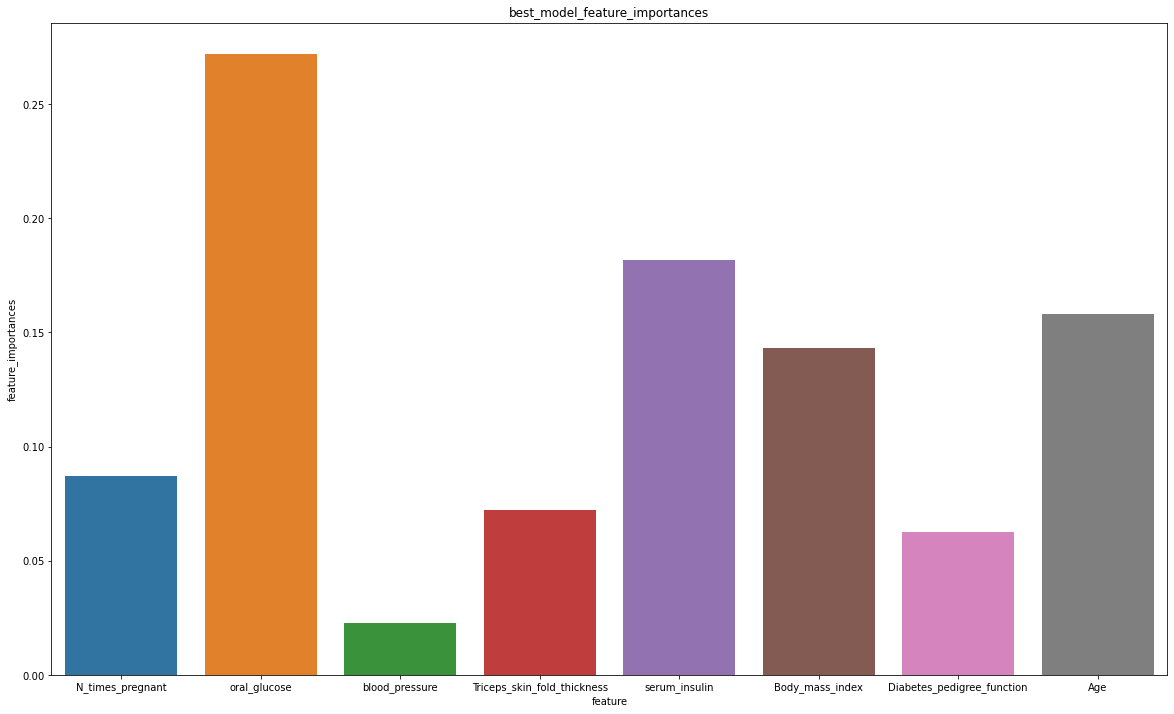 best_model_feature_importances
feature_importances
0.25
0.20
0.15
0.10
0.05
0.00
N_times_pregnant oral_glucose blood_pressure Triceps_skin_fold_thickness serum_insulin Body_mass_index Diabetes_pedigree_function Age
feature